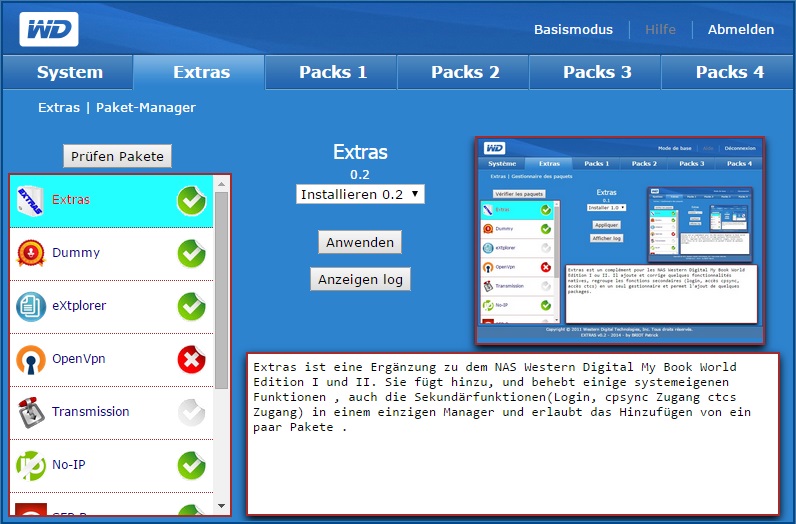 WD
Basismodus | Hilfe | Abmelden
System Extras Packs 1 Packs 2 Packs 3 Packs 4
Extras | Paket-Manager
Prüfen Pakete
EXTRAS Extras
Dummy
eXtplorer
OpenVpn
Transmission
No-IP
Extras
0.2
Installieren 0.2
Anwenden
Anzeigen log
WD
Mode de base | Aide | Déconnexion
Système Extras Packs 1 Packs 2 Packs 3 Packs 4
Extras | Gestionnaire des paquets
Vérifier les paquets
Extras
Dummy
eXtplorer
OpenVpn
Transmission
No-IP
Extras
0.1
Installer 1.0
Appliquer
Afficher log
Extras est un complément pour les NAS Western Digital My Book World
Edition I ou II. Il ajoute et corrige quelques fonctionnalités
natives, regroupe les fonctions secondaires (login, accès cpsync,
accès ctcs) en un seul gestionnaire et permet l'ajout de quelques
packages.
Copyright © 2011 Western Digital Technologies, Inc. Tous droits réservés.
EXTRAS v0.2 - by BREDT Patrick
Extras ist eine Ergänzung zu dem NAS Western Digital My Book World
Edition I und II. Sie fügt hinzu, und behebt einige systemeigenen
Funktionen , auch die Sekundärfunktionen(Login, cpsync Zugang ctcs
Zugang) in einem einzigen Manager und erlaubt das Hinzufügen von ein
paar Pakete .